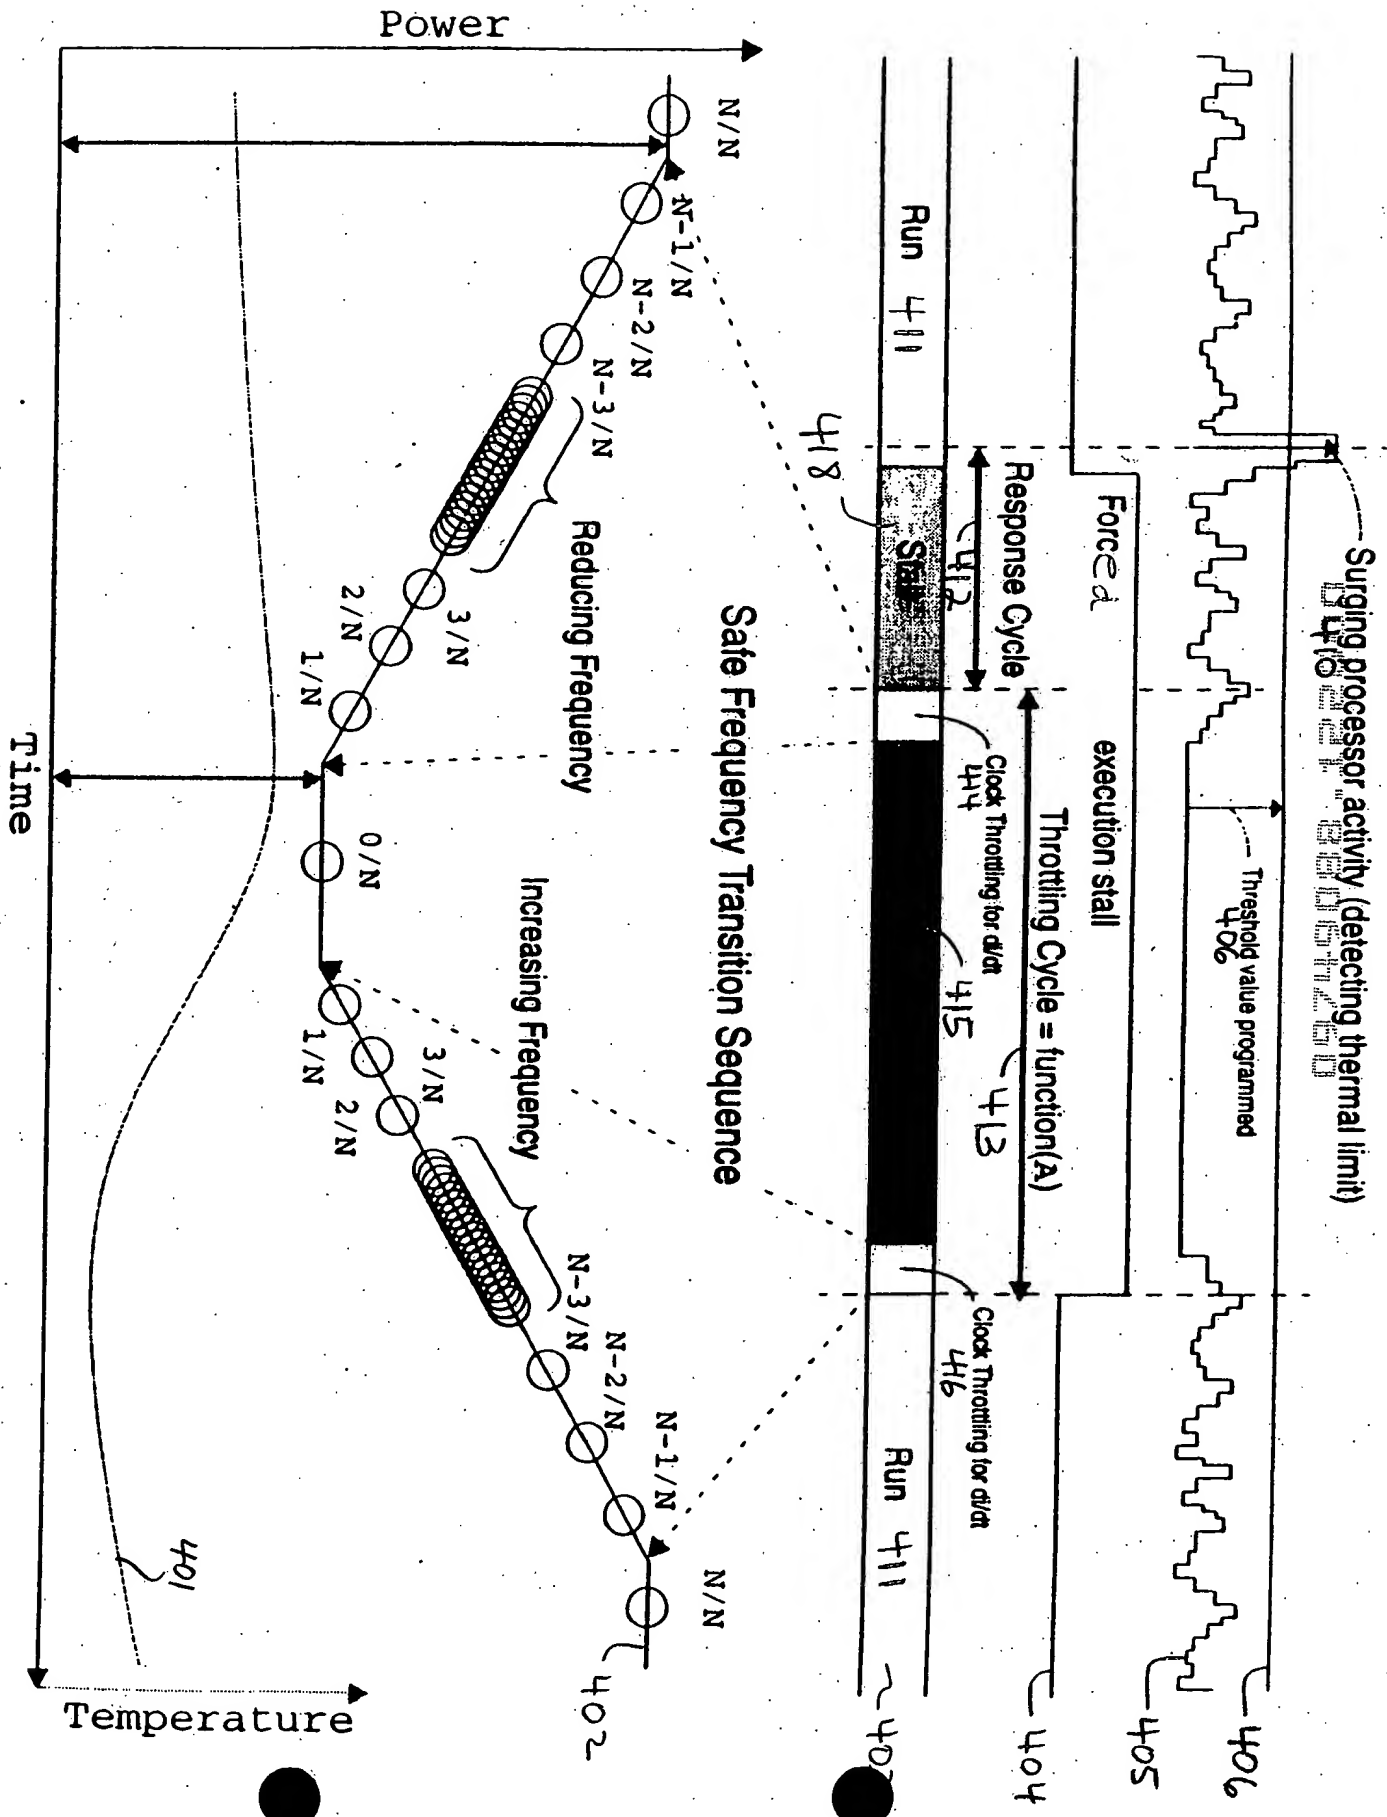 Surging processor activity (detecting thermal limit)
410
Threshold value programmed
406
406
405
404
Forced
execution stall
Response Cycle
412
Throttling Cycle = function(A)
413
Clock Throttling for di/dt
414
415
Clock Throttling for di/dt
416
Run 411
Stall
Run 411
418
Safe Frequency Transition Sequence
Reducing Frequency
Increasing Frequency
N/N
N-1/N
N-2/N
N-3/N
3/N
2/N
1/N
0/N
1/N
3/N
2/N
N-3/N
N-2/N
N-1/N
N/N
402
401
Power
Time
Temperature